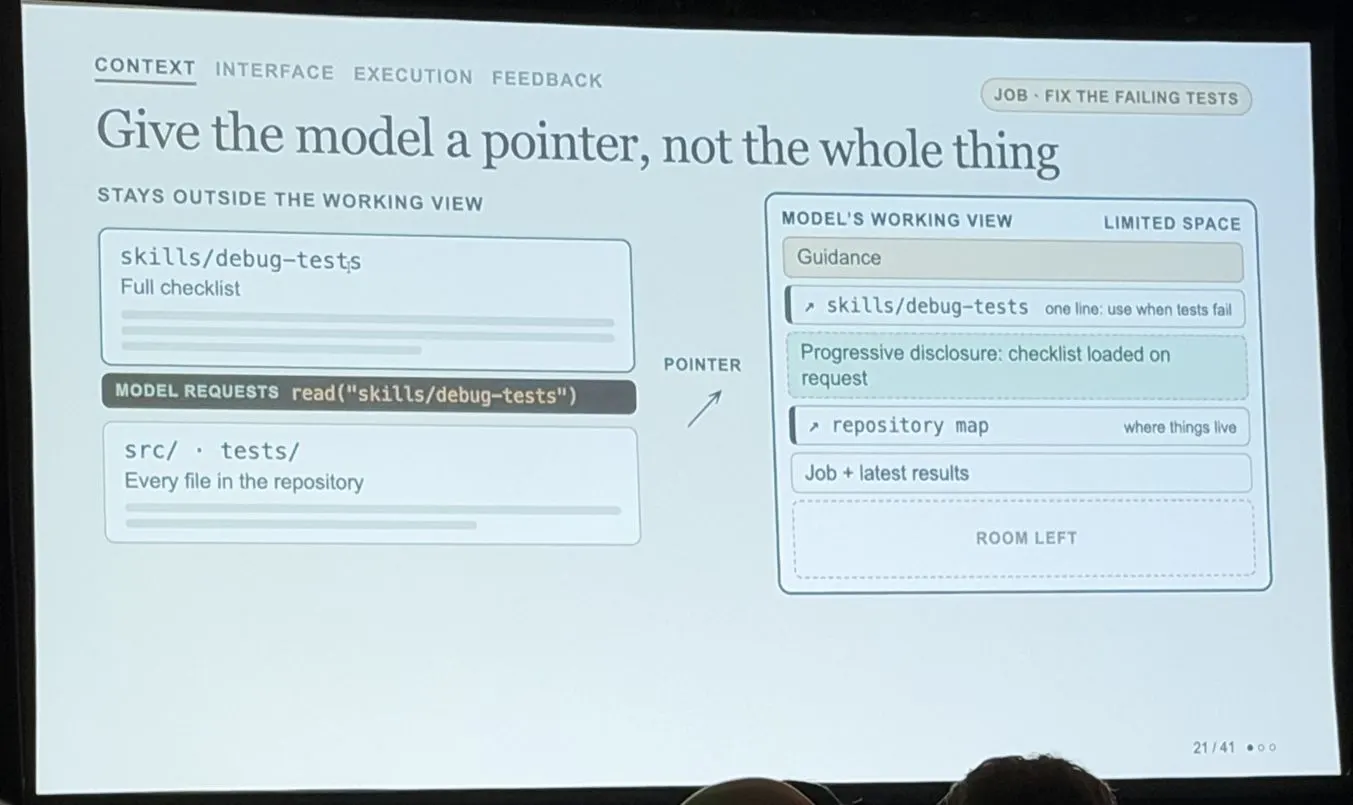 CONTEXT INTERFACE EXECUTION FEEDBACK
JOB · FIX THE FAILING TESTS
Give the model a pointer, not the whole thing
STAYS OUTSIDE THE WORKING VIEW
skills/debug-tests
Full checklist
MODEL REQUESTS read("skills/debug-tests")
src/ · tests/
Every file in the repository
POINTER
MODEL'S WORKING VIEW LIMITED SPACE
Guidance
↗ skills/debug-tests one line: use when tests fail
Progressive disclosure: checklist loaded on
request
↗ repository map where things live
Job + latest results
ROOM LEFT
21 / 41